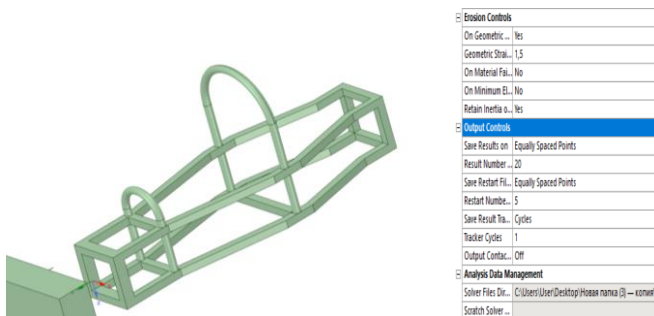 Erosion Controls
On Geometric ... Yes
Geometric Strai... 1,5
On Material Fai... No
On Minimum El... No
Retain Inertia o... Yes
Output Controls
Save Results on Equally Spaced Points
Result Number ... 20
Save Restart Fil... Equally Spaced Points
Restart Numbe... 5
Save Result Tra... Cycles
Tracker Cycles 1
Output Contac... Off
Analysis Data Management
Solver Files Dir... C:\Users\User\Desktop\Новая папка (3) — копия
Scratch Solver ...